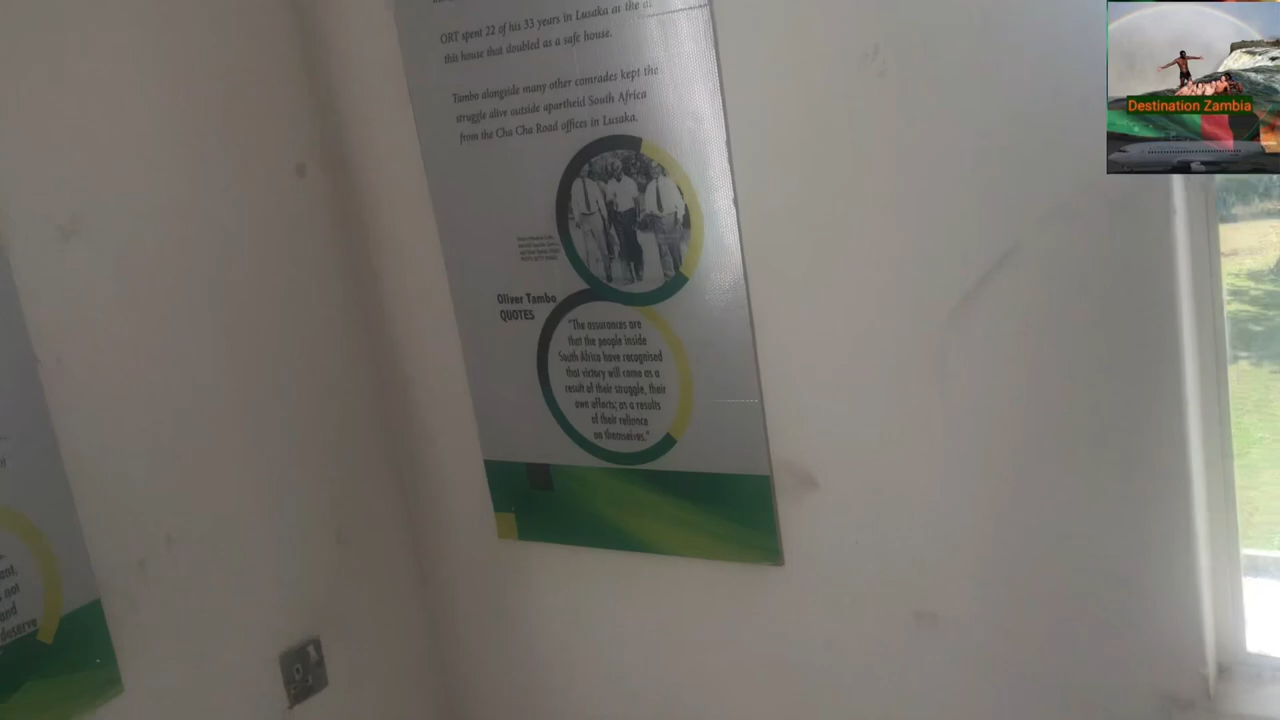 ORT spent 22 of his 33 years in Lusaka at the
this house that doubled as a safe house.
Tambo alongside many other comrades kept the
struggle alive outside apartheid South Africa
from the Cha Cha Road offices in Lusaka.
Oliver Tambo
QUOTES
"The assurances are
that the people inside
South Africa have recognised
that victory will come as a
result of their struggle, their
own efforts; as a results
of their reliance
on themselves."
not
and
deserve
Destination Zambia